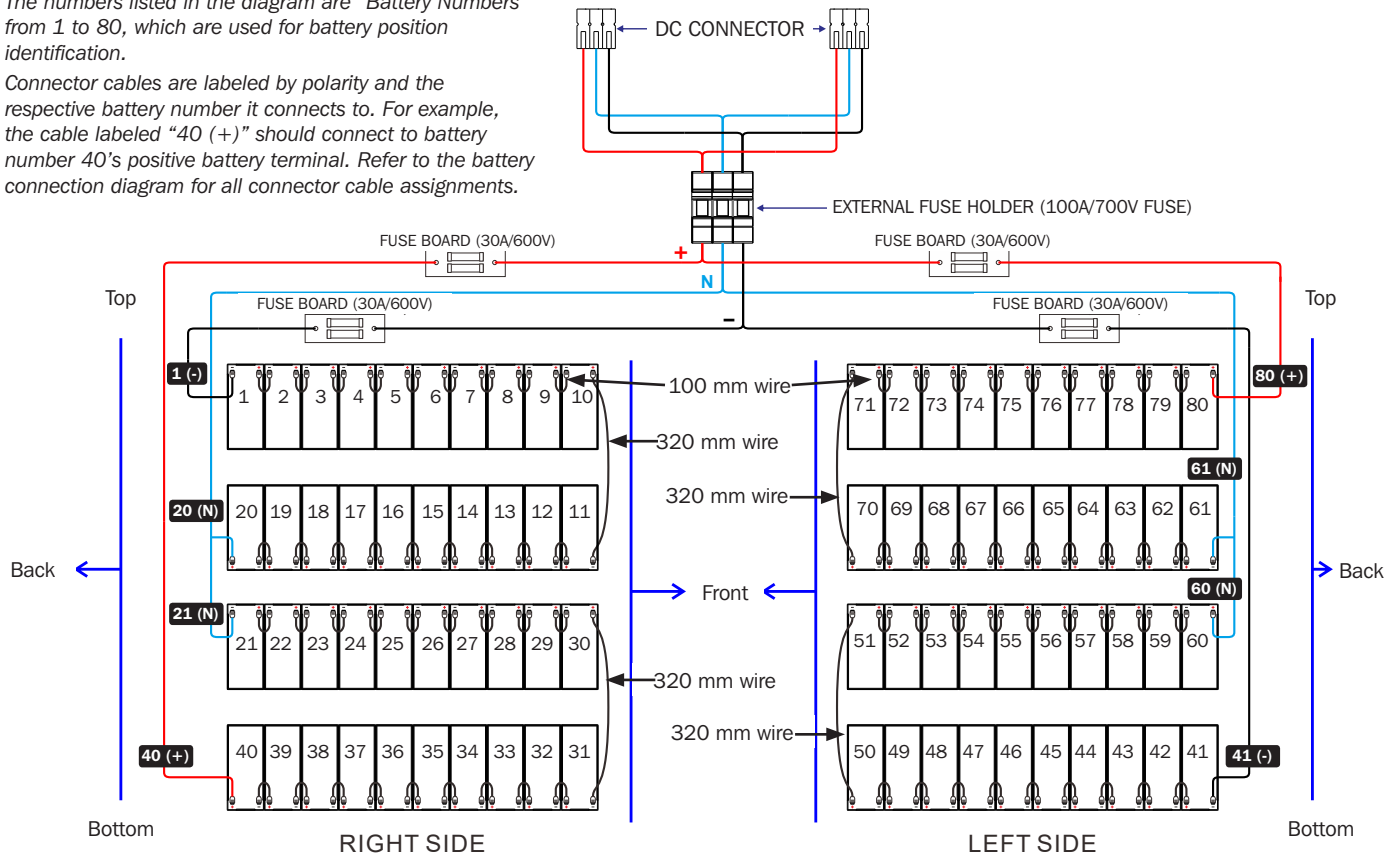 The numbers listed in the diagram are "Battery Numbers"
from 1 to 80, which are used for battery position
identification.
Connector cables are labeled by polarity and the
respective battery number it connects to. For example,
the cable labeled “40 (+)” should connect to battery
number 40’s positive battery terminal. Refer to the battery
connection diagram for all connector cable assignments.
DC CONNECTOR
EXTERNAL FUSE HOLDER (100A/700V FUSE)
FUSE BOARD (30A/600V)
FUSE BOARD (30A/600V)
+
N
Top
FUSE BOARD (30A/600V)
FUSE BOARD (30A/600V)
Top
–
1 (-)
80 (+)
1 2 3 4 5 6 7 8 9 10
100 mm wire
71 72 73 74 75 76 77 78 79 80
320 mm wire
61 (N)
320 mm wire
20 (N)
20 19 18 17 16 15 14 13 12 11
70 69 68 67 66 65 64 63 62 61
Back
Front
Back
60 (N)
21 (N)
21 22 23 24 25 26 27 28 29 30
51 52 53 54 55 56 57 58 59 60
320 mm wire
320 mm wire
40 (+)
40 39 38 37 36 35 34 33 32 31
50 49 48 47 46 45 44 43 42 41
41 (-)
Bottom
RIGHT SIDE
LEFT SIDE
Bottom